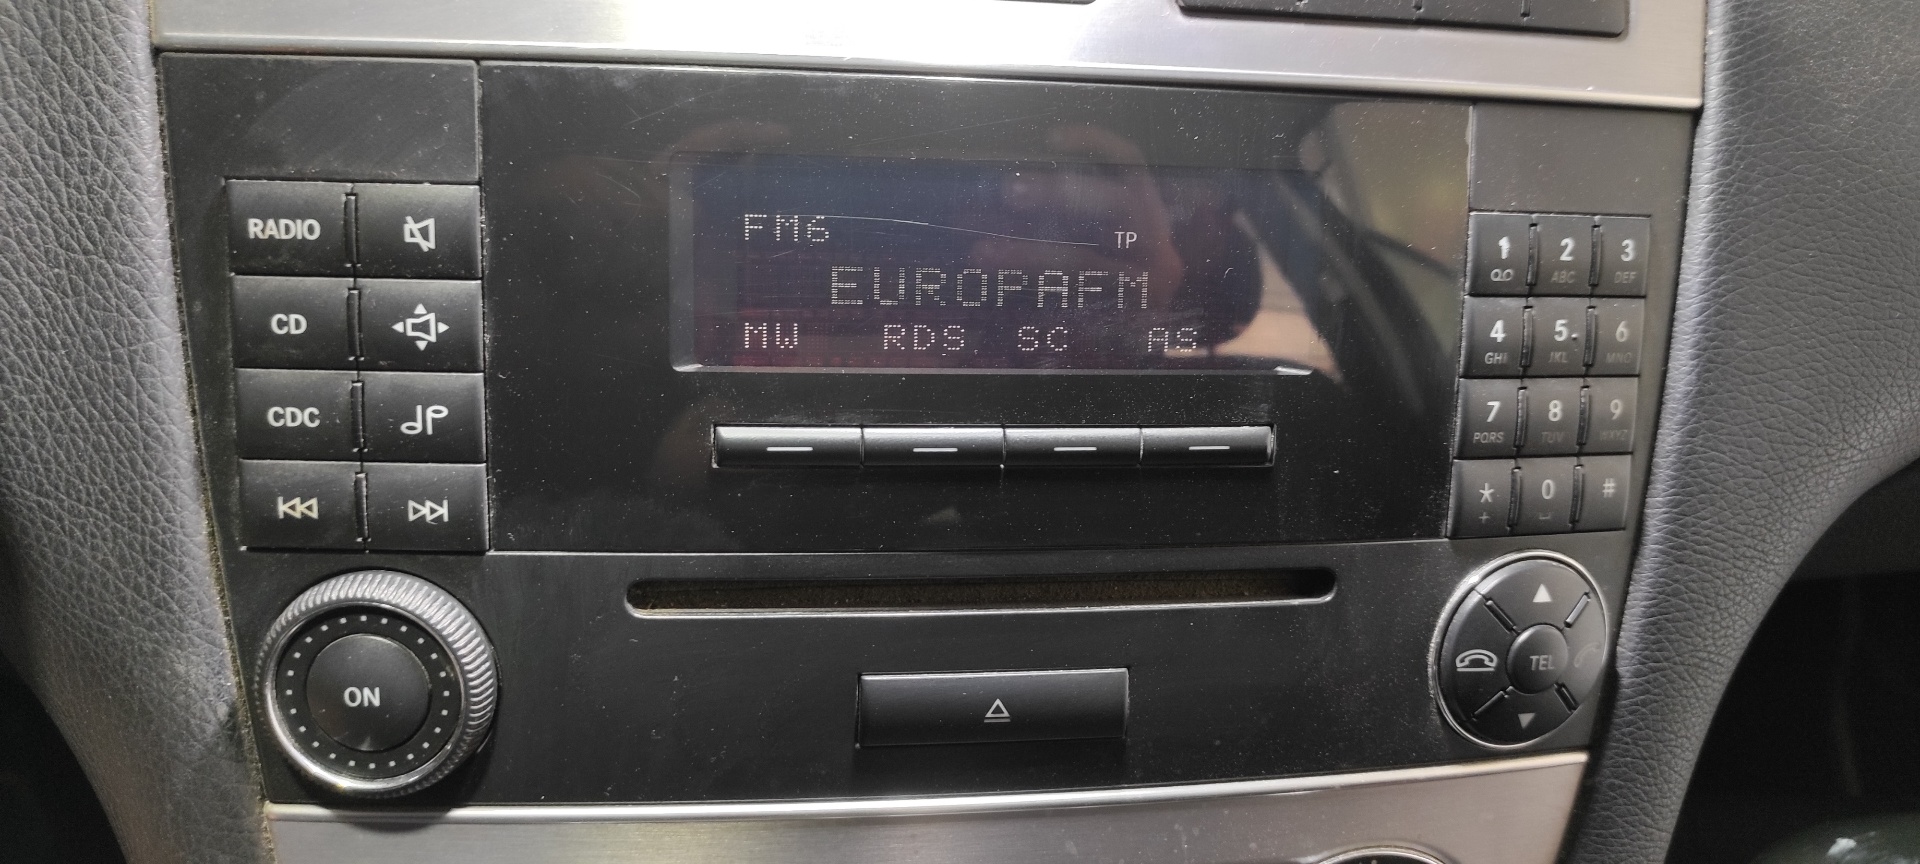 RADIO
CD
CDC
ON
FM6 TP
EUROPAFM
MW RDS SC AS
1 2 3
QO ABC DEF
4 5 6
GHI JKL MNO
7 8 9
PQRS TUV WXYZ
* 0 #
+
TEL